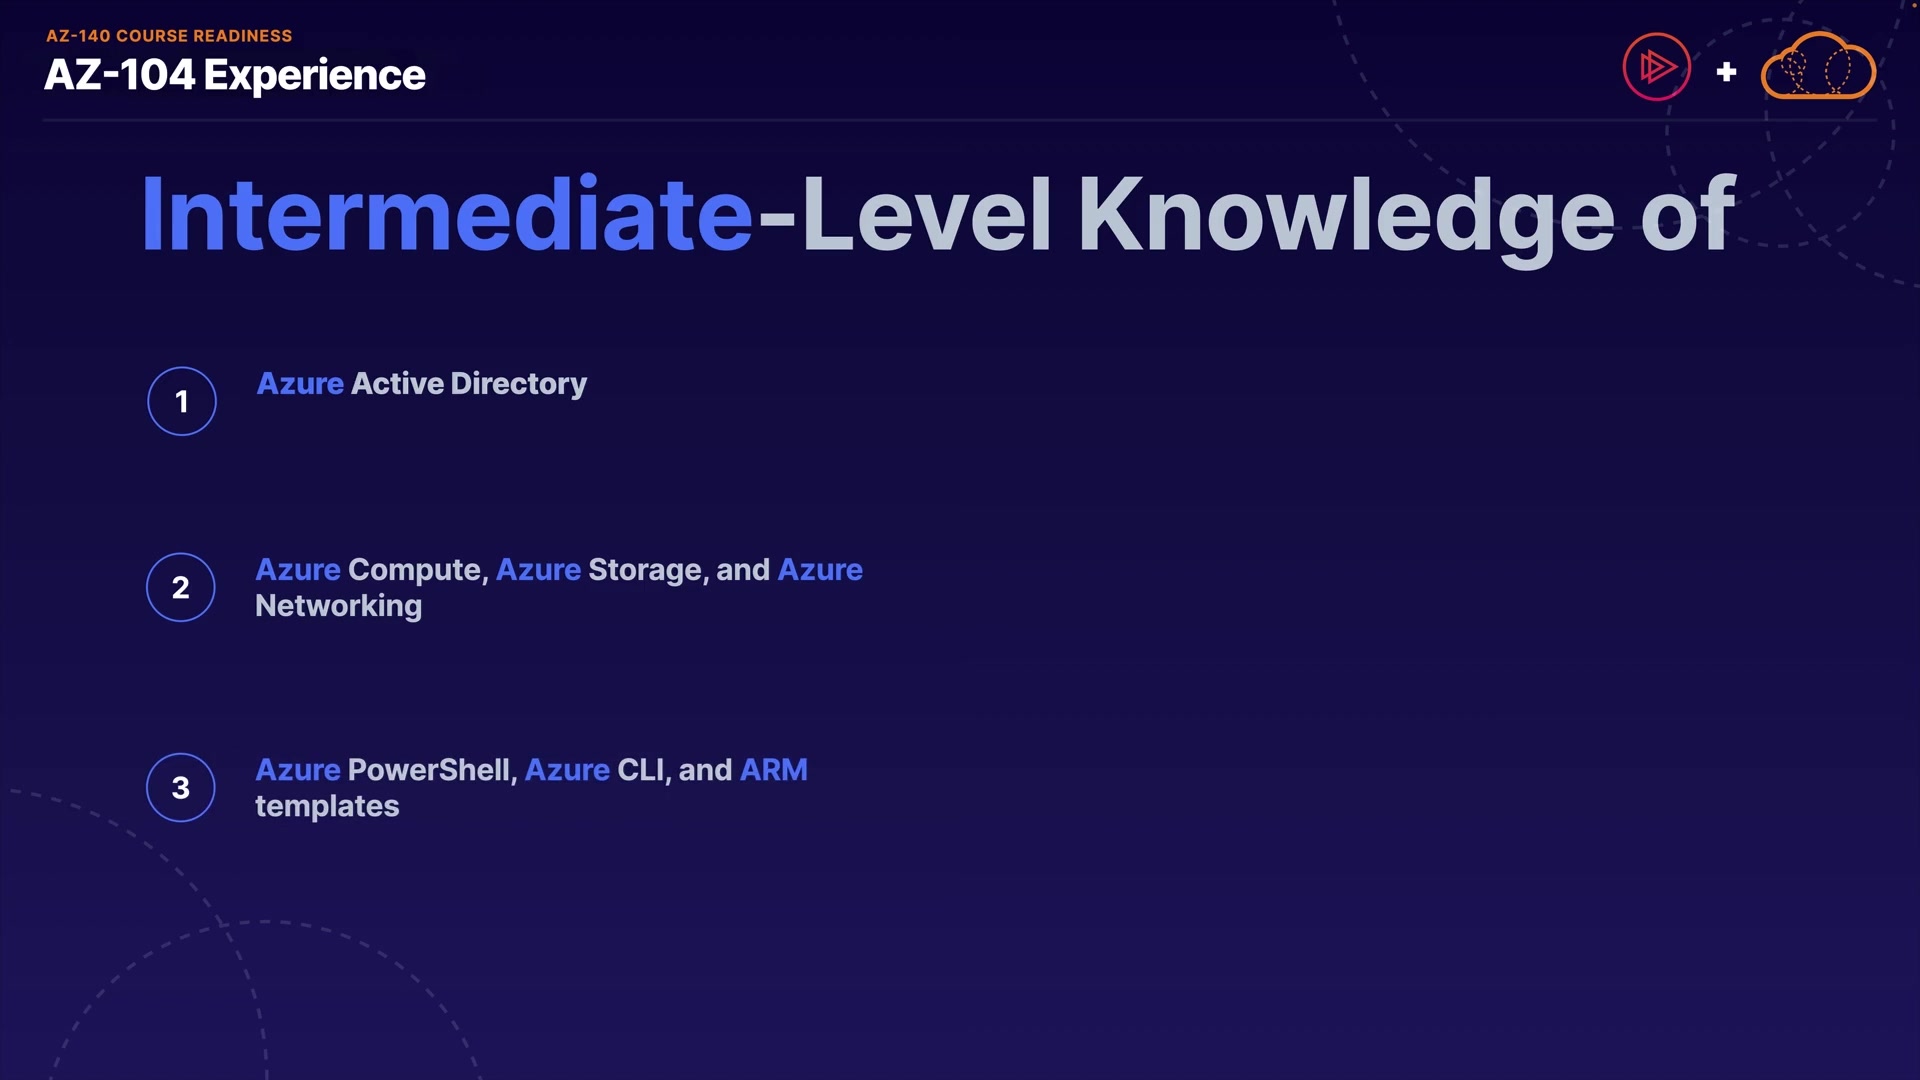 AZ-140 COURSE READINESS
AZ-104 Experience
Intermediate-Level Knowledge of
1
Azure Active Directory
2
Azure Compute, Azure Storage, and Azure
Networking
3
Azure PowerShell, Azure CLI, and ARM
templates